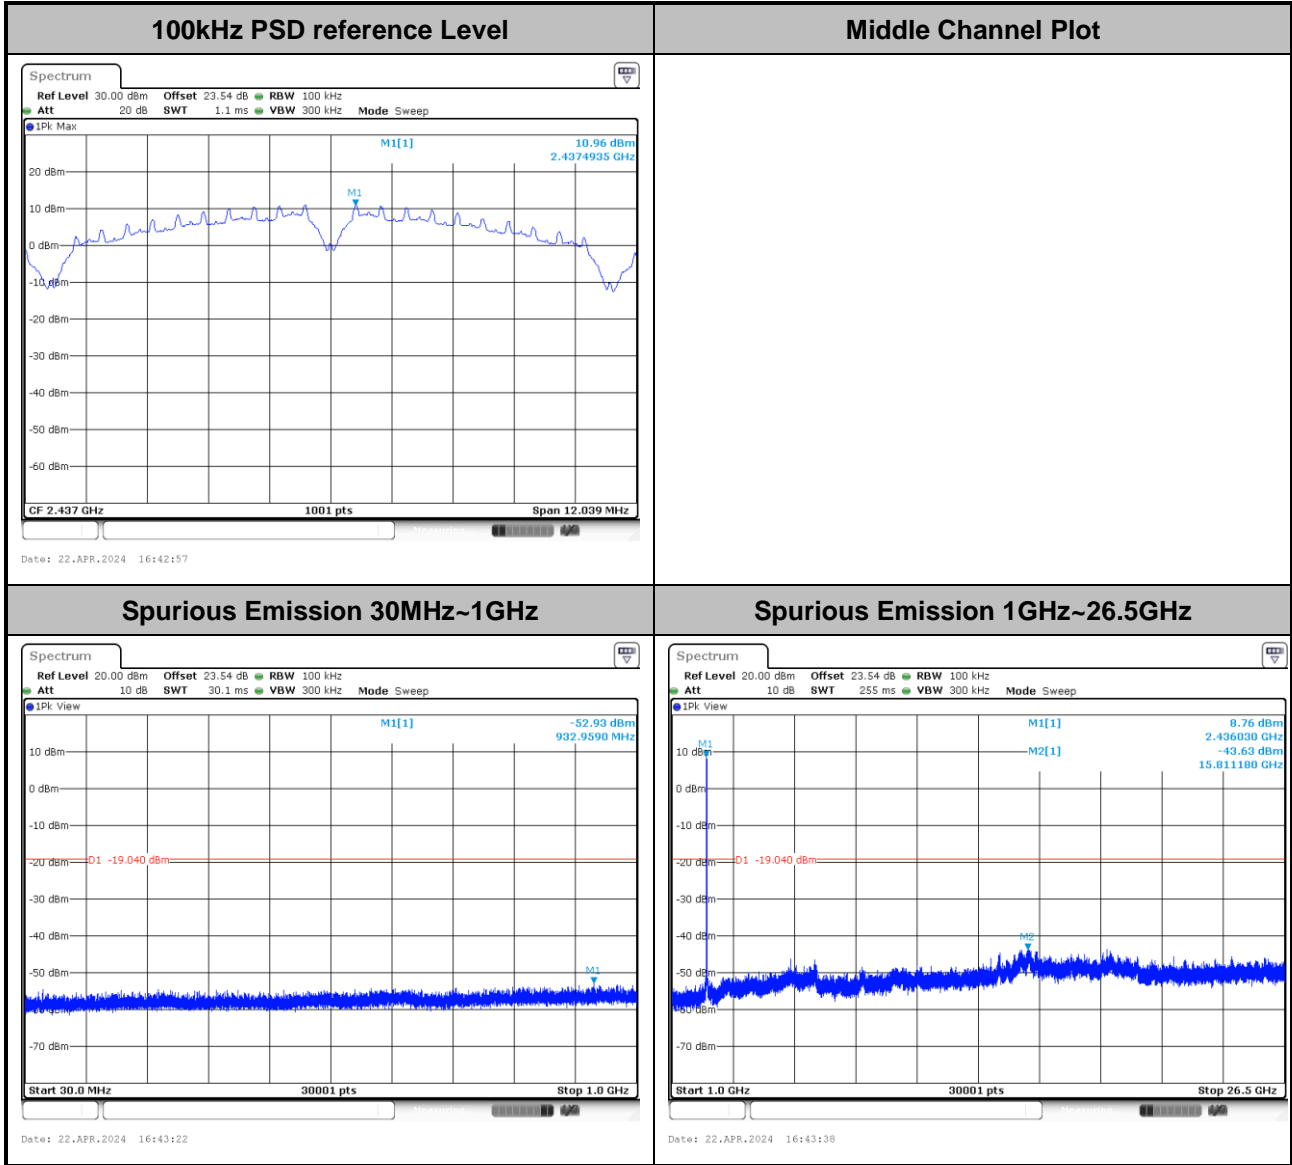 100kHz PSD reference Level
Middle Channel Plot
Spectrum
Ref Level 30.00 dBm Offset 23.54 dB RBW 100 kHz
Att 20 dB SWT 1.1 ms VBW 300 kHz Mode Sweep
1Pk Max
M1[1] 10.96 dBm
2.4374935 GHz
20 dBm
M1
10 dBm
0 dBm
-10 dBm
-20 dBm
-30 dBm
-40 dBm
-50 dBm
-60 dBm
CF 2.437 GHz 1001 pts Span 12.039 MHz
Measuring...
Date: 22.APR.2024 16:42:57
Spurious Emission 30MHz~1GHz
Spectrum
Ref Level 20.00 dBm Offset 23.54 dB RBW 100 kHz
Att 10 dB SWT 30.1 ms VBW 300 kHz Mode Sweep
1Pk View
M1[1] -52.93 dBm
932.9590 MHz
10 dBm
0 dBm
-10 dBm
-20 dBm
D1 -19.040 dBm
-30 dBm
-40 dBm
-50 dBm
M1
-60 dBm
-70 dBm
Start 30.0 MHz 30001 pts Stop 1.0 GHz
Measuring...
Date: 22.APR.2024 16:43:22
Spurious Emission 1GHz~26.5GHz
Spectrum
Ref Level 20.00 dBm Offset 23.54 dB RBW 100 kHz
Att 10 dB SWT 255 ms VBW 300 kHz Mode Sweep
1Pk View
M1[1] 8.76 dBm
2.436030 GHz
M1
10 dBm
M2[1] -43.63 dBm
15.811180 GHz
0 dBm
-10 dBm
-20 dBm
D1 -19.040 dBm
-30 dBm
-40 dBm
M2
-50 dBm
-60 dBm
-70 dBm
Start 1.0 GHz 30001 pts Stop 26.5 GHz
Measuring...
Date: 22.APR.2024 16:43:38